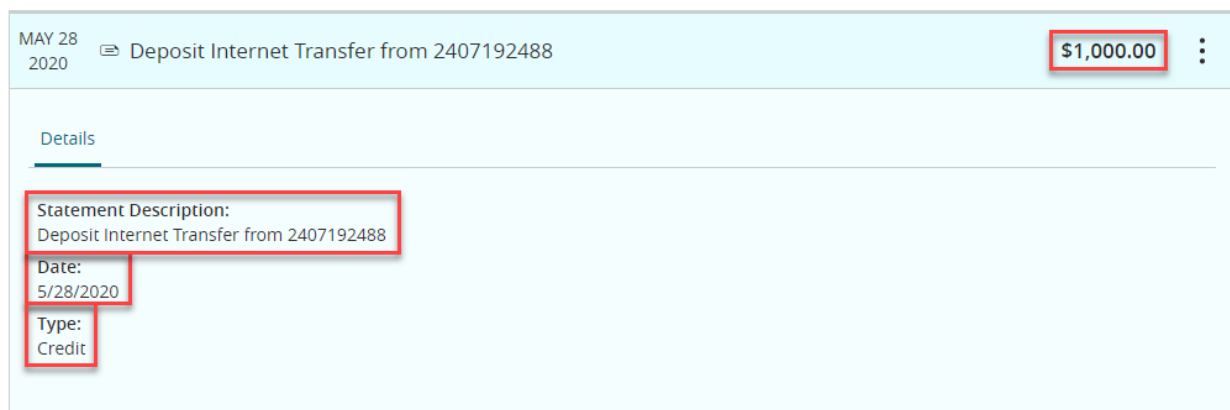 MAY 28
2020
Deposit Internet Transfer from 2407192488
$1,000.00
Details
Statement Description:
Deposit Internet Transfer from 2407192488
Date:
5/28/2020
Type:
Credit